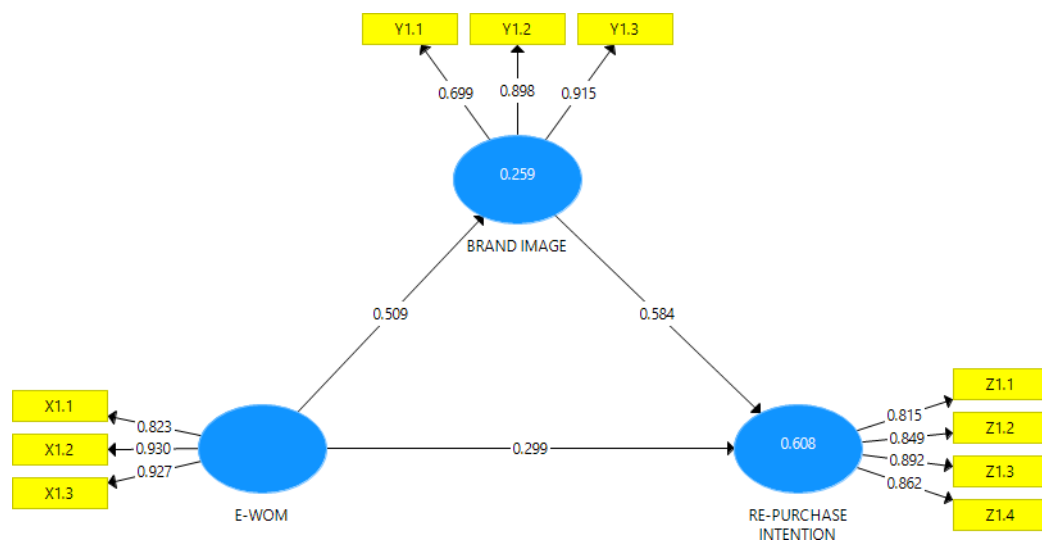 Y1.1
Y1.2
Y1.3
0.699
0.898
0.915
0.259
BRAND IMAGE
0.509
0.584
X1.1
X1.2
X1.3
0.823
0.930
0.927
E-WOM
0.299
0.608
RE-PURCHASE
INTENTION
0.815
0.849
0.892
0.862
Z1.1
Z1.2
Z1.3
Z1.4